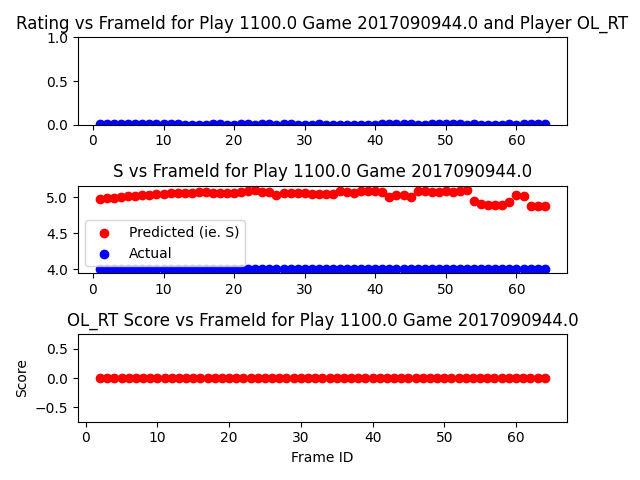 Rating vs FrameId for Play 1100.0 Game 2017090944.0 and Player OL_RT
1.0
0.5
0.0
0 10 20 30 40 50 60
S vs FrameId for Play 1100.0 Game 2017090944.0
5.0
4.5
4.0
Predicted (ie. S)
Actual
0 10 20 30 40 50 60
OL_RT Score vs FrameId for Play 1100.0 Game 2017090944.0
Score
0.5
0.0
−0.5
0 10 20 30 40 50 60
Frame ID